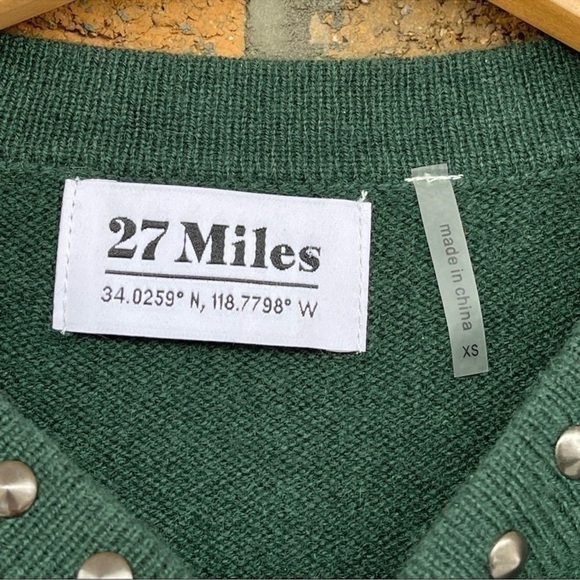 27 Miles
34.0259° N, 118.7798° W
made in china
XS